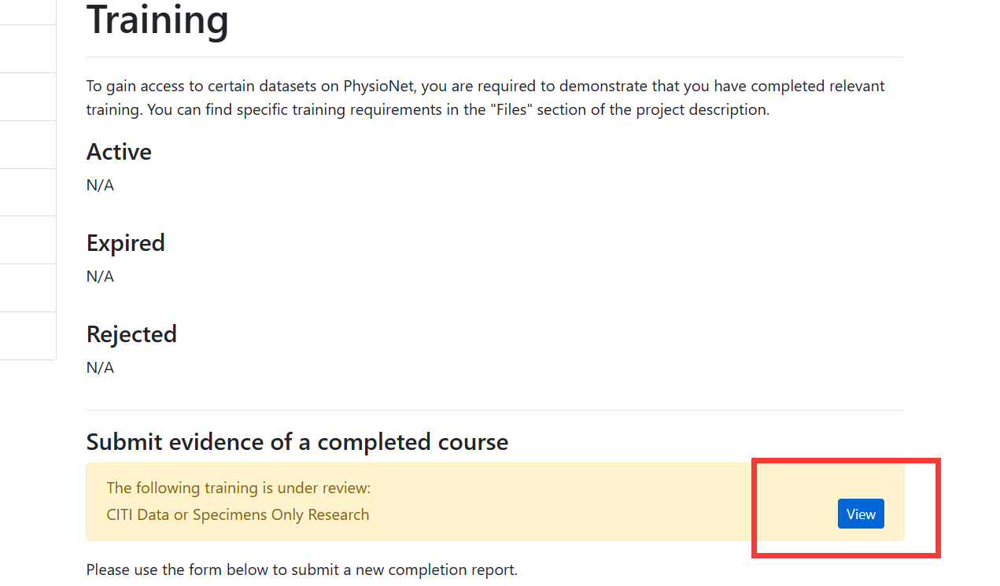 Training
To gain access to certain datasets on PhysioNet, you are required to demonstrate that you have completed relevant
training. You can find specific training requirements in the "Files" section of the project description.
Active
N/A
Expired
N/A
Rejected
N/A
Submit evidence of a completed course
The following training is under review:
CITI Data or Specimens Only Research
View
Please use the form below to submit a new completion report.